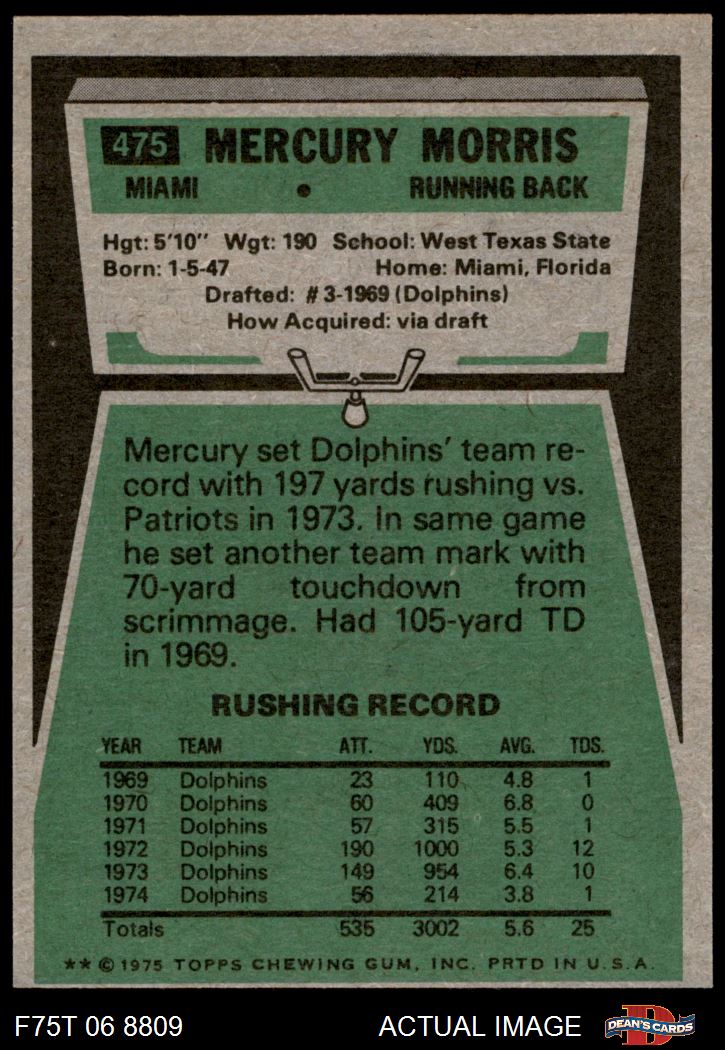 475 MERCURY MORRIS
MIAMI • RUNNING BACK
Hgt: 5'10" Wgt: 190 School: West Texas State
Born: 1-5-47 Home: Miami, Florida
Drafted: #3-1969 (Dolphins)
How Acquired: via draft
Mercury set Dolphins' team re-
cord with 197 yards rushing vs.
Patriots in 1973. In same game
he set another team mark with
70-yard touchdown from
scrimmage. Had 105-yard TD
in 1969.
RUSHING RECORD
YEAR TEAM ATT. YDS. AVG. TDS.
1969 Dolphins 23 110 4.8 1
1970 Dolphins 60 409 6.8 0
1971 Dolphins 57 315 5.5 1
1972 Dolphins 190 1000 5.3 12
1973 Dolphins 149 954 6.4 10
1974 Dolphins 56 214 3.8 1
Totals 535 3002 5.6 25
** © 1975 TOPPS CHEWING GUM, INC. PRTD IN U.S.A.
F75T 06 8809 ACTUAL IMAGE D DEAN'S CARDS